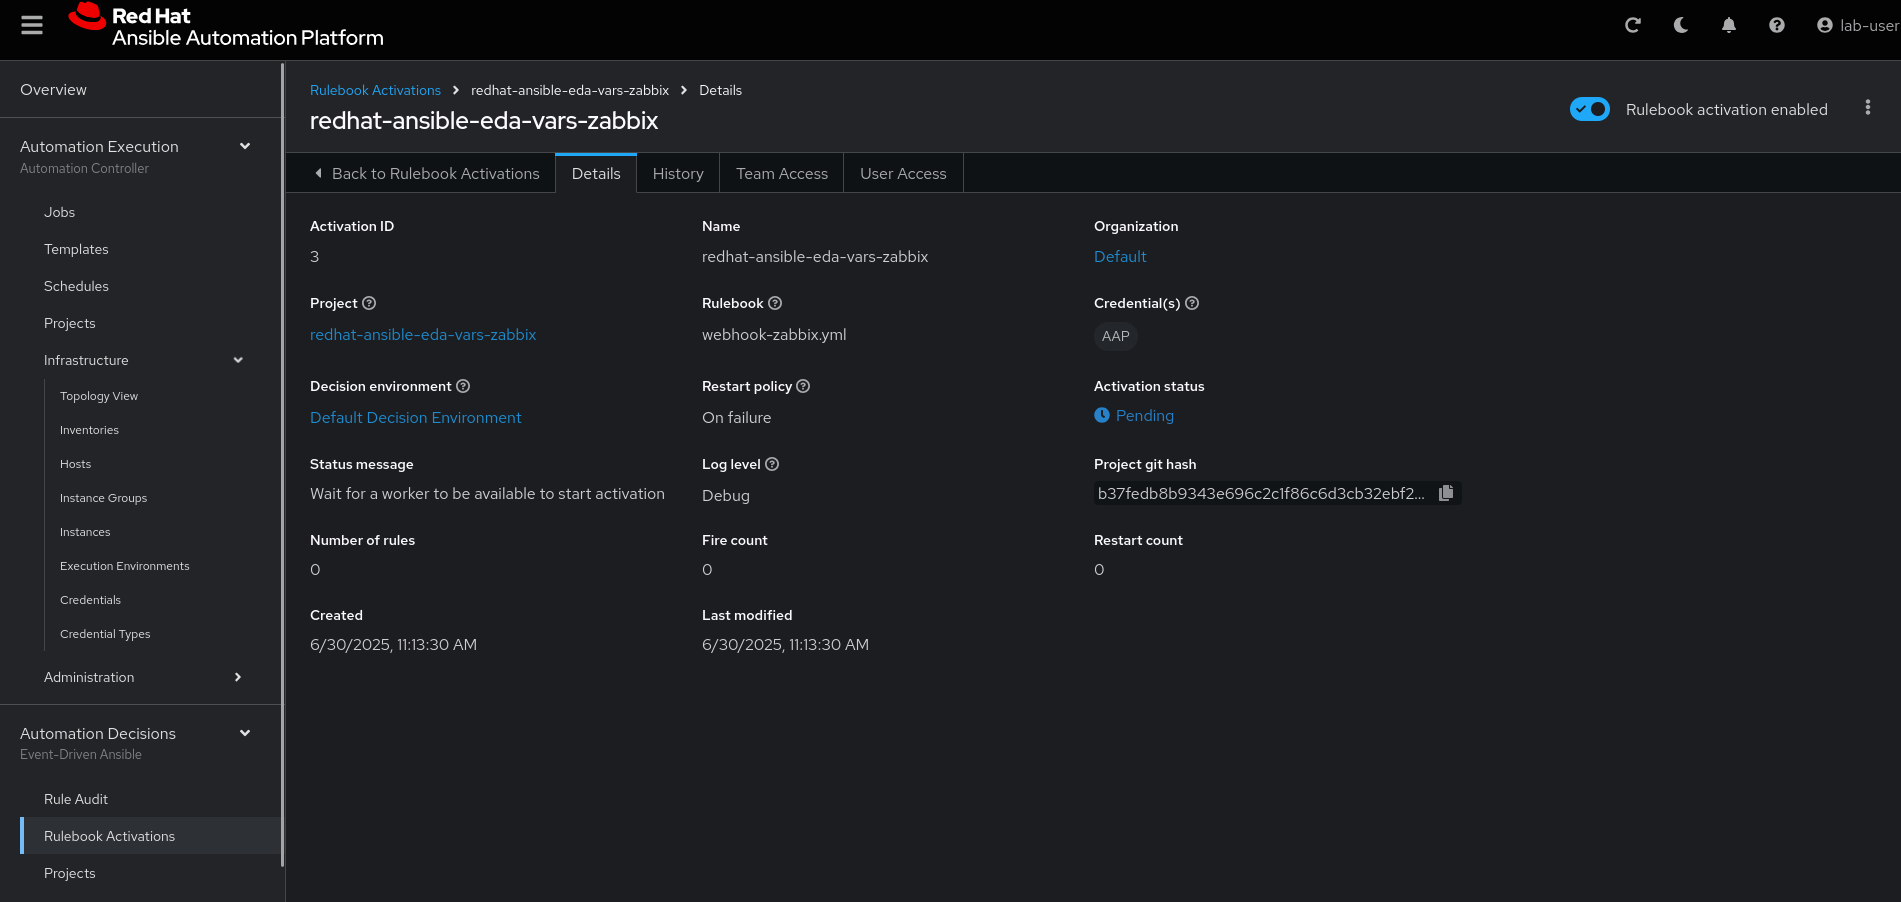 Red Hat
Ansible Automation Platform
lab-user
Overview
Automation Execution
Automation Controller
Jobs
Templates
Schedules
Projects
Infrastructure
Topology View
Inventories
Hosts
Instance Groups
Instances
Execution Environments
Credentials
Credential Types
Administration
Automation Decisions
Event-Driven Ansible
Rule Audit
Rulebook Activations
Projects
Rulebook Activations > redhat-ansible-eda-vars-zabbix > Details
redhat-ansible-eda-vars-zabbix
Rulebook activation enabled
Back to Rulebook Activations Details History Team Access User Access
Activation ID
3
Name
redhat-ansible-eda-vars-zabbix
Organization
Default
Project
redhat-ansible-eda-vars-zabbix
Rulebook
webhook-zabbix.yml
Credential(s)
AAP
Decision environment
Default Decision Environment
Restart policy
On failure
Activation status
Pending
Status message
Wait for a worker to be available to start activation
Log level
Debug
Project git hash
b37fedb8b9343e696c2c1f86c6d3cb32ebf2...
Number of rules
0
Fire count
0
Restart count
0
Created
6/30/2025, 11:13:30 AM
Last modified
6/30/2025, 11:13:30 AM